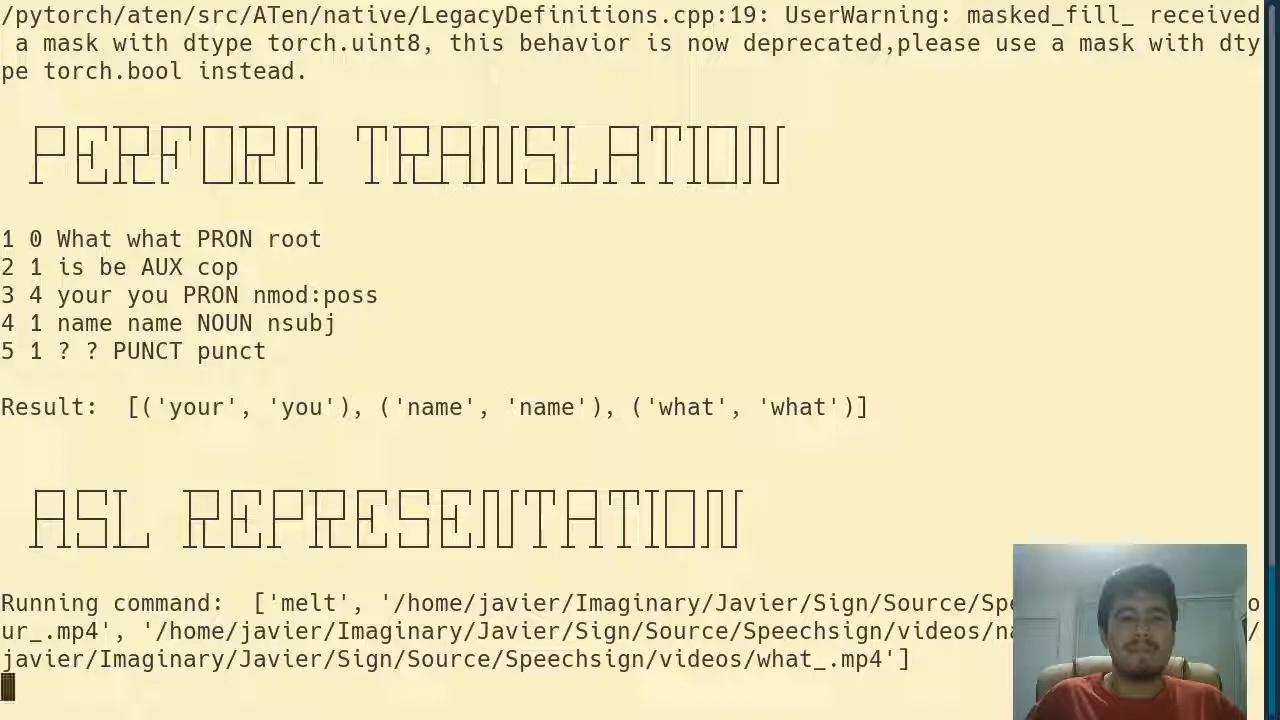 /pytorch/aten/src/ATen/native/LegacyDefinitions.cpp:19: UserWarning: masked_fill_ received
 a mask with dtype torch.uint8, this behavior is now deprecated,please use a mask with dty
pe torch.bool instead.
PERFORM TRANSLATION
1 0 What what PRON root
2 1 is be AUX cop
3 4 your you PRON nmod:poss
4 1 name name NOUN nsubj
5 1 ? ? PUNCT punct
Result:  [('your', 'you'), ('name', 'name'), ('what', 'what')]
ASL REPRESENTATION
Running command:  ['melt', '/home/javier/Imaginary/Javier/Sign/Source/Spe o
ur_.mp4', '/home/javier/Imaginary/Javier/Sign/Source/Speechsign/videos/na /
javier/Imaginary/Javier/Sign/Source/Speechsign/videos/what_.mp4']